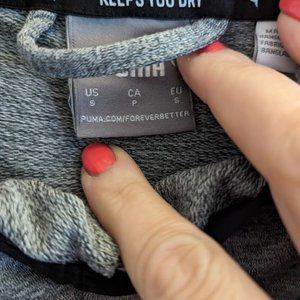 KEEPS YOU DRY
US CA EU
S P S
PUMA.COM/FOREVERBETTER